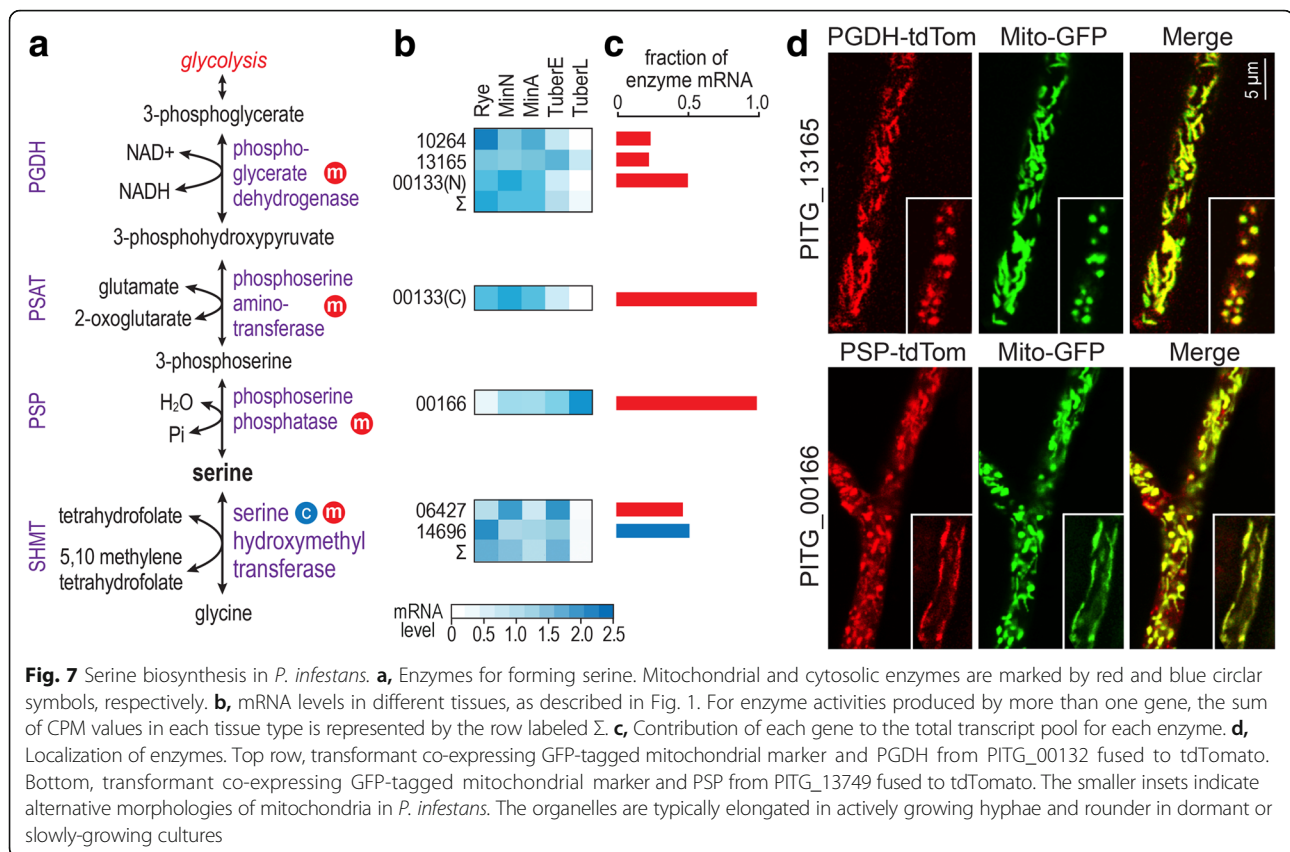 a
glycolysis
3-phosphoglycerate
PGDH
NAD+
NADH
phospho-
glycerate m
dehydrogenase
3-phosphohydroxypyruvate
PSAT
glutamate
2-oxoglutarate
phosphoserine
amino-
transferase m
3-phosphoserine
PSP
H₂O
Pi
phosphoserine
phosphatase m
serine
SHMT
tetrahydrofolate
5,10 methylene
tetrahydrofolate
serine c m
hydroxymethyl
transferase
glycine
b
Rye
MinN
MinA
TuberE
TuberL
10264
13165
00133(N)
Σ
00133(C)
00166
06427
14696
Σ
mRNA
level
0 0.5 1.0 1.5 2.0 2.5
c
fraction of
enzyme mRNA
0 0.5 1.0
d
PGDH-tdTom Mito-GFP Merge
5 µm
PITG_13165
PSP-tdTom Mito-GFP Merge
PITG_00166
Fig. 7 Serine biosynthesis in P. infestans. a, Enzymes for forming serine. Mitochondrial and cytosolic enzymes are marked by red and blue circlar
symbols, respectively. b, mRNA levels in different tissues, as described in Fig. 1. For enzyme activities produced by more than one gene, the sum
of CPM values in each tissue type is represented by the row labeled Σ. c, Contribution of each gene to the total transcript pool for each enzyme. d,
Localization of enzymes. Top row, transformant co-expressing GFP-tagged mitochondrial marker and PGDH from PITG_00132 fused to tdTomato.
Bottom, transformant co-expressing GFP-tagged mitochondrial marker and PSP from PITG_13749 fused to tdTomato. The smaller insets indicate
alternative morphologies of mitochondria in P. infestans. The organelles are typically elongated in actively growing hyphae and rounder in dormant or
slowly-growing cultures